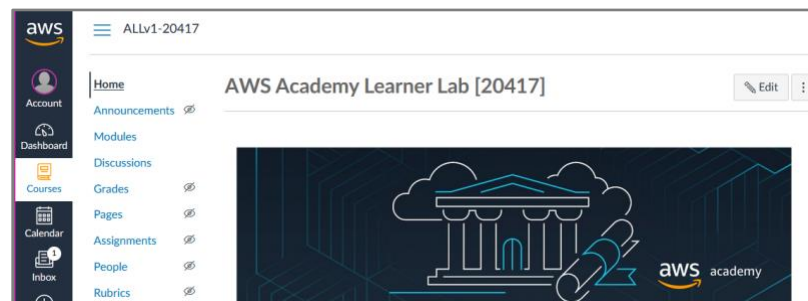 aws
ALLv1-20417
Account
Dashboard
Courses
Calendar
1
Inbox
Home
Announcements
Modules
Discussions
Grades
Pages
Assignments
People
Rubrics
AWS Academy Learner Lab [20417]
Edit
aws academy